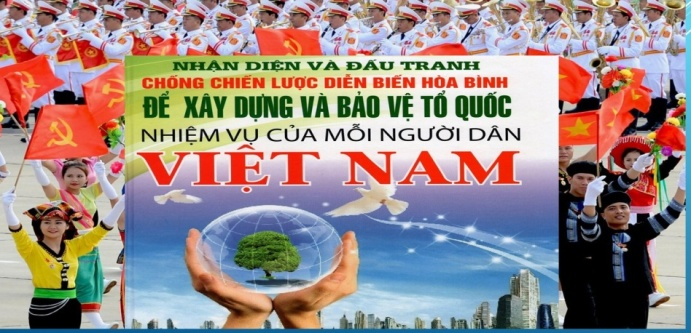 NHẬN DIỆN VÀ ĐẤU TRANH
CHỐNG CHIẾN LƯỢC DIỄN BIẾN HÒA BÌNH
ĐỂ XÂY DỰNG VÀ BẢO VỆ TỔ QUỐC
NHIỆM VỤ CỦA MỖI NGƯỜI DÂN
VIỆT NAM